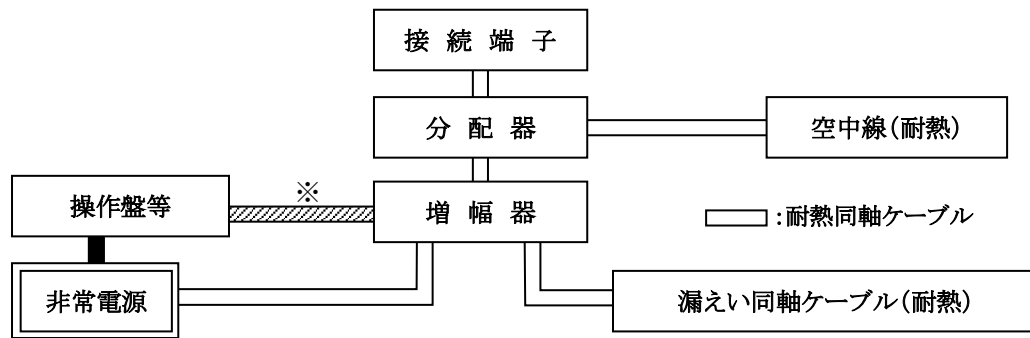 接続端子
分配器
空中線(耐熱)
※
操作盤等
増幅器
:耐熱同軸ケーブル
非常電源
漏えい同軸ケーブル(耐熱)